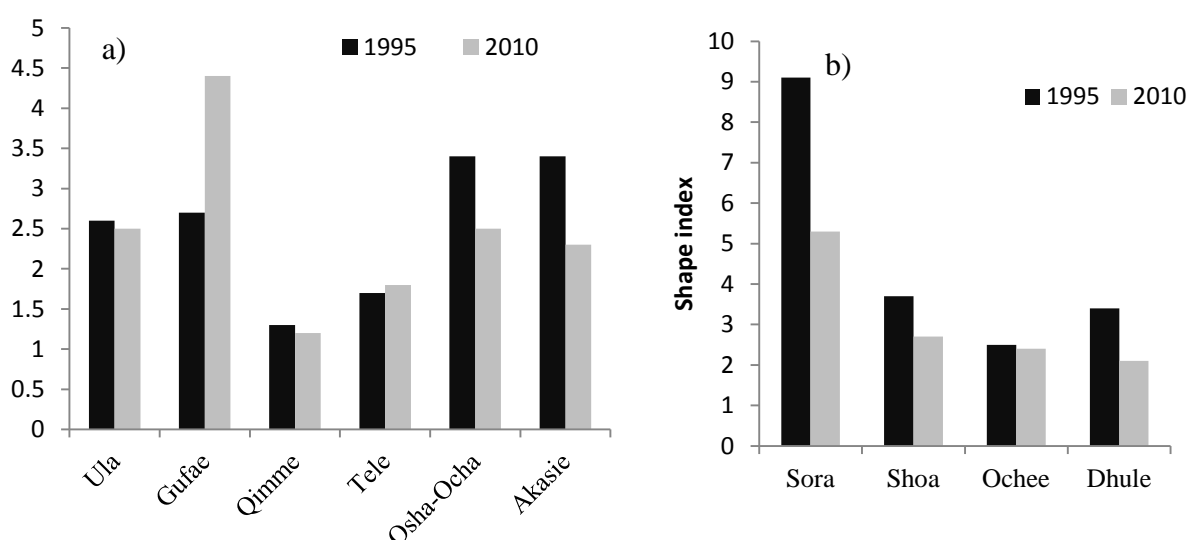 a)
1995
2010
5
4.5
4
3.5
3
2.5
2
1.5
1
0.5
0
Ula
Gufae
Qimme
Tele
Osha-Ocha
Akasie
b)
1995
2010
Shape index
10
9
8
7
6
5
4
3
2
1
0
Sora
Shoa
Ochee
Dhule